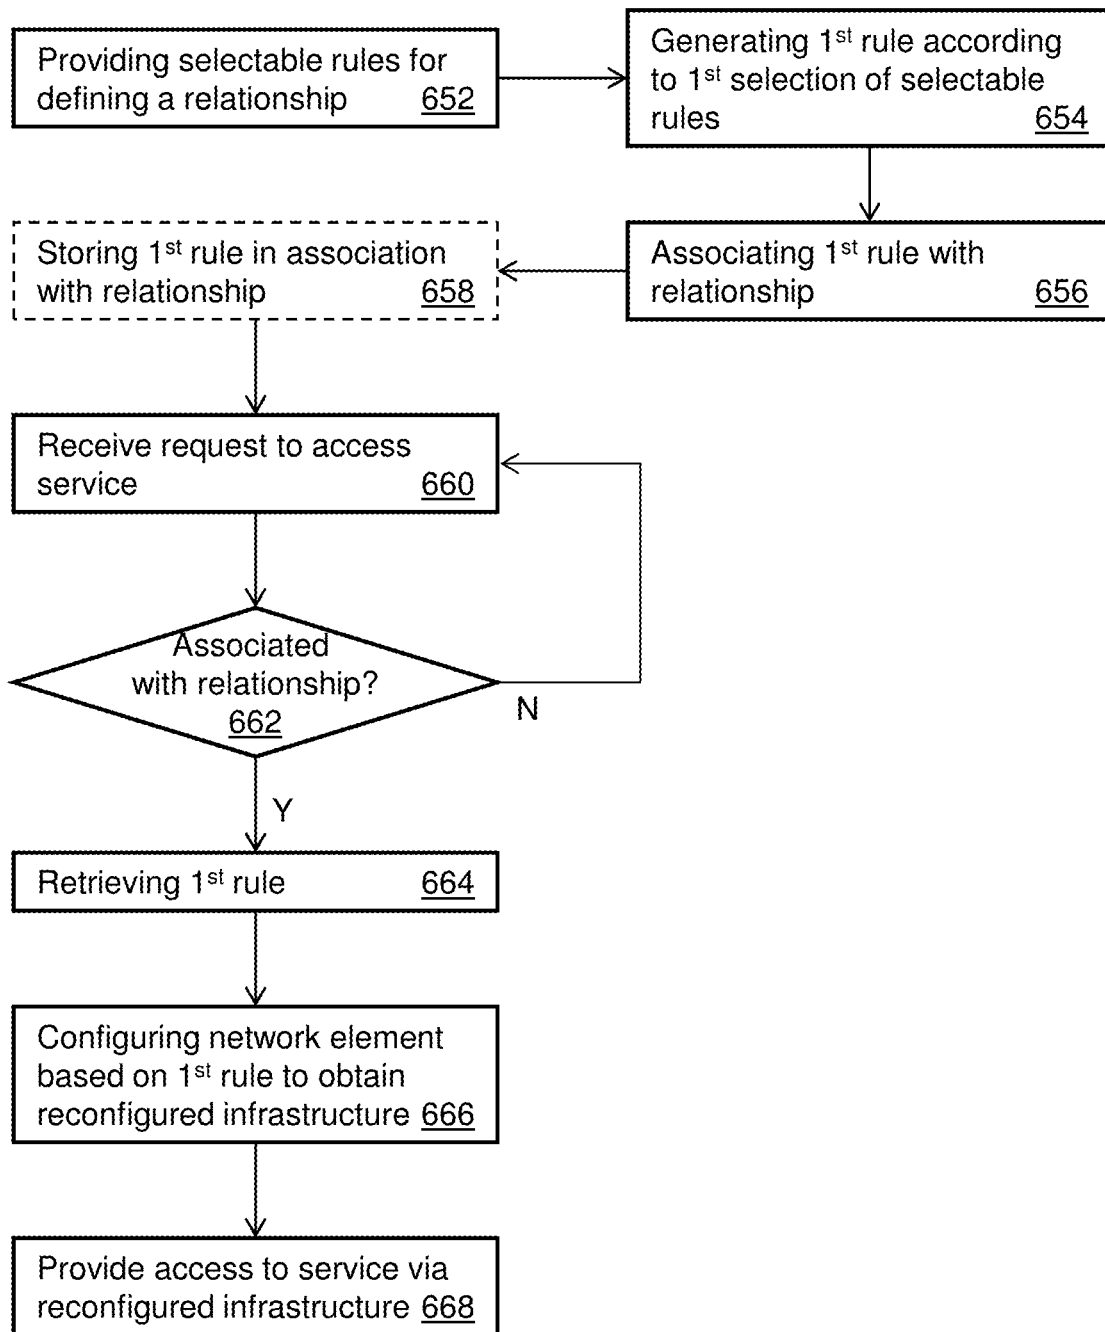 Providing selectable rules for
defining a relationship 652
Generating 1st rule according
to 1st selection of selectable
rules 654
Associating 1st rule with
relationship 656
Storing 1st rule in association
with relationship 658
Receive request to access
service 660
Associated
with relationship?
662
N
Y
Retrieving 1st rule 664
Configuring network element
based on 1st rule to obtain
reconfigured infrastructure 666
Provide access to service via
reconfigured infrastructure 668